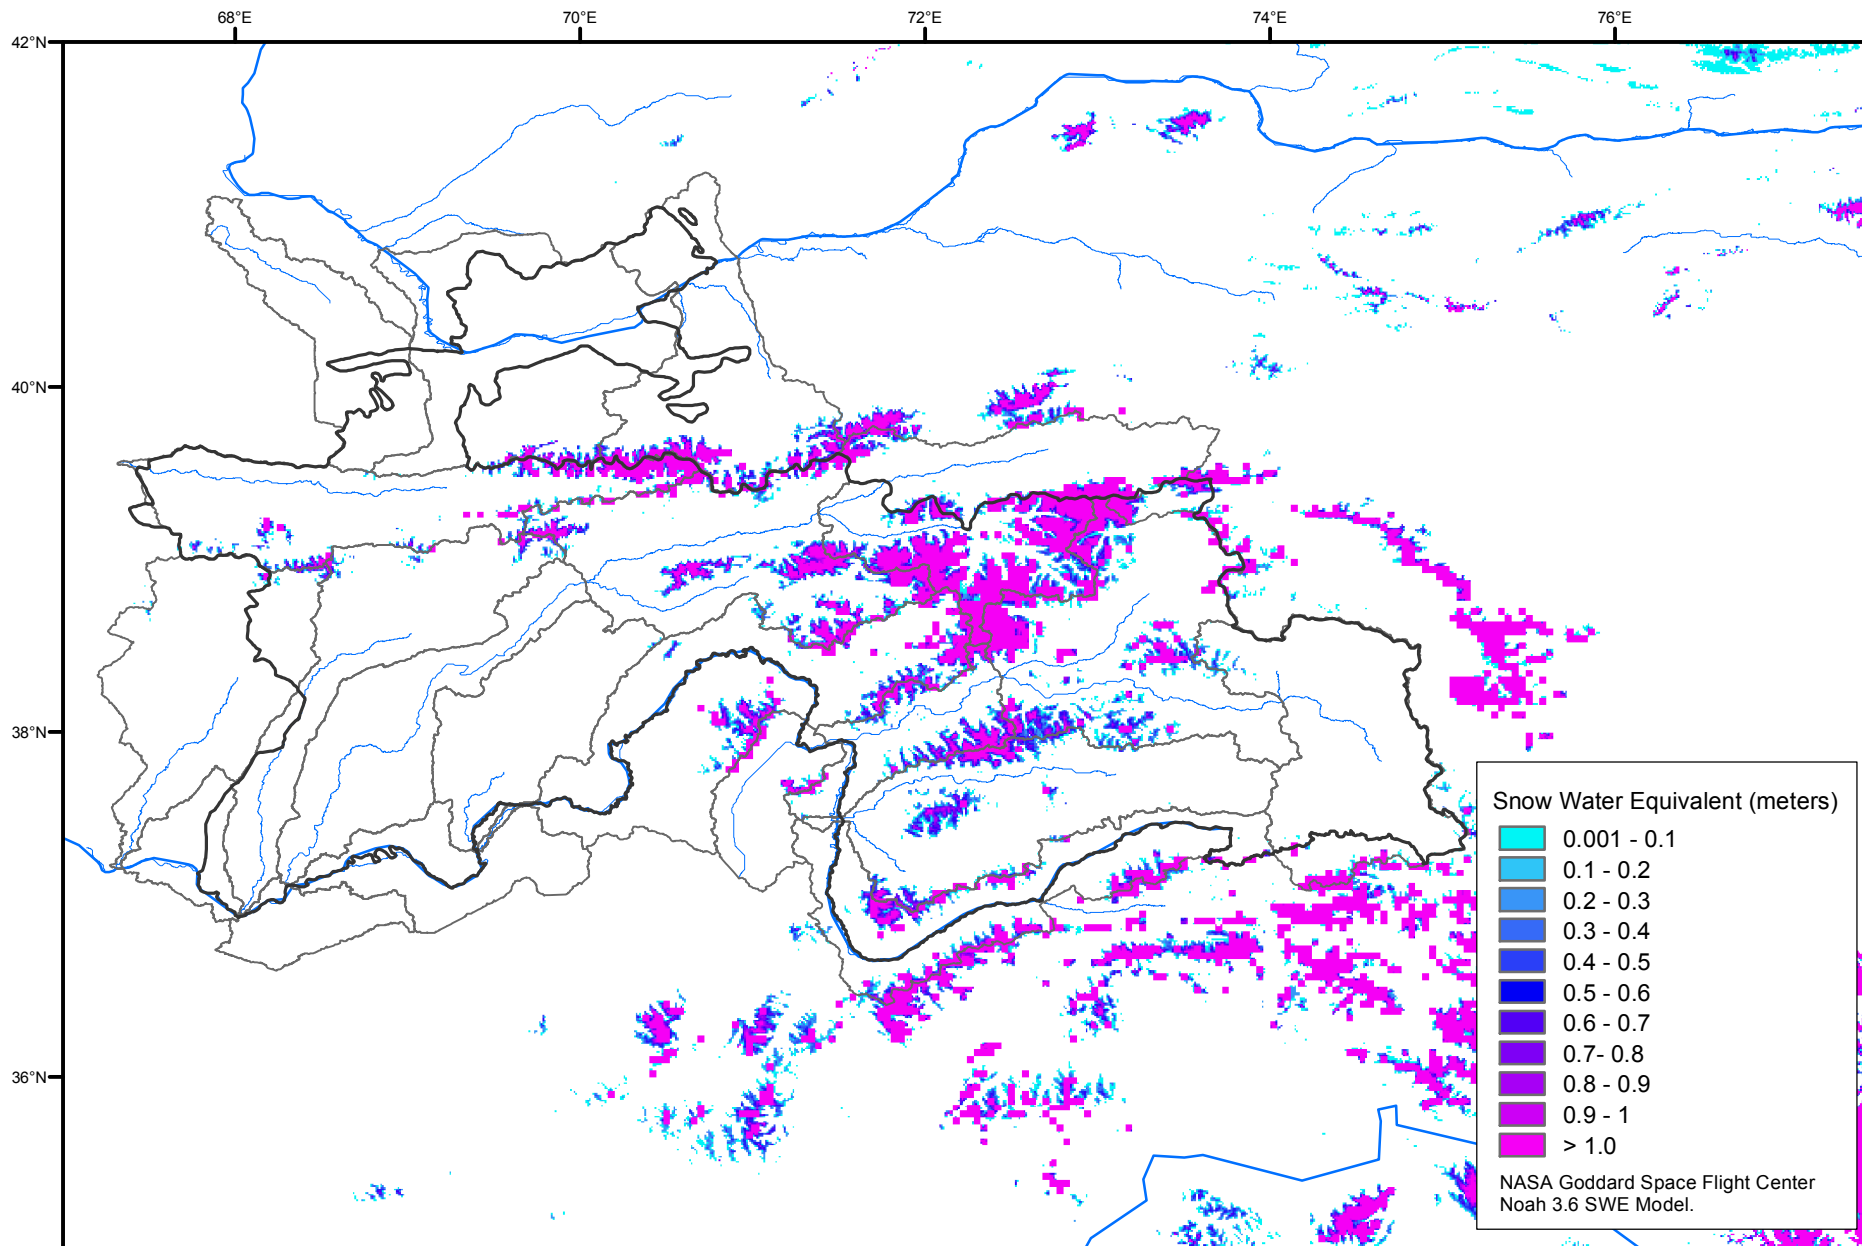 68°E
70°E
72°E
74°E
76°E
42°N
40°N
38°N
36°N
Snow Water Equivalent (meters)
0.001 - 0.1
0.1 - 0.2
0.2 - 0.3
0.3 - 0.4
0.4 - 0.5
0.5 - 0.6
0.6 - 0.7
0.7- 0.8
0.8 - 0.9
0.9 - 1
> 1.0
NASA Goddard Space Flight Center
Noah 3.6 SWE Model.